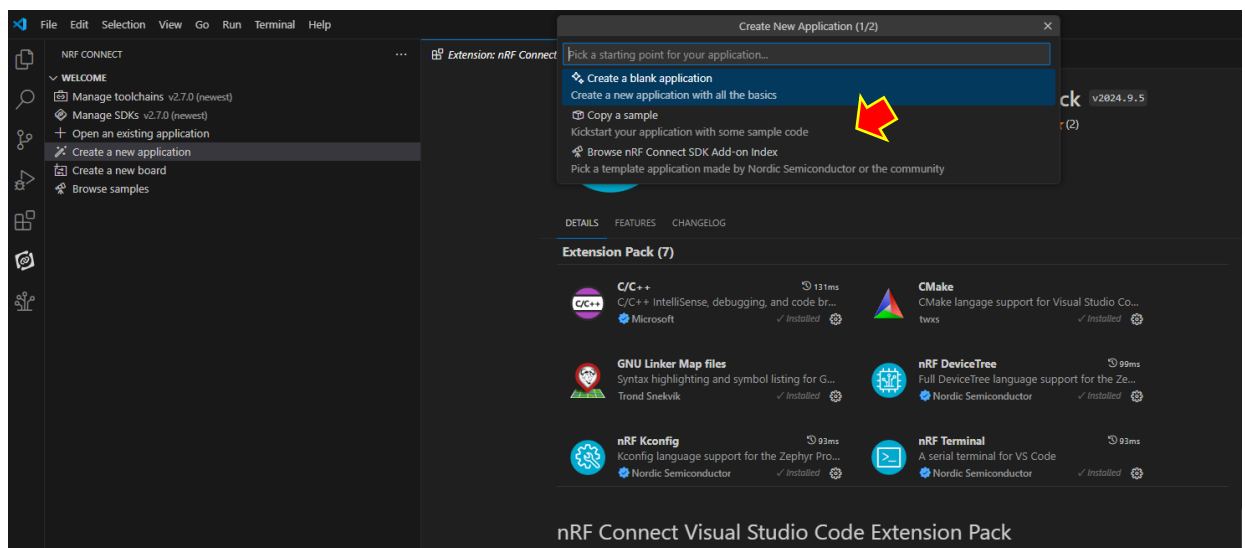 File Edit Selection View Go Run Terminal Help
Create New Application (1/2)
NRF CONNECT
Extension: nRF Connect
Pick a starting point for your application...
WELCOME
Create a blank application
Create a new application with all the basics
Manage toolchains v2.7.0 (newest)
ck v2024.9.5
Manage SDKs v2.7.0 (newest)
Copy a sample
Kickstart your application with some sample code
(2)
Open an existing application
Create a new application
Browse nRF Connect SDK Add-on Index
Pick a template application made by Nordic Semiconductor or the community
Create a new board
Browse samples
DETAILS FEATURES CHANGELOG
Extension Pack (7)
C/C++ 131ms
C/C++ IntelliSense, debugging, and code br...
Microsoft Installed
C/C++
CMake
CMake langage support for Visual Studio Co...
twxs Installed
GNU Linker Map files
Syntax highlighting and symbol listing for G...
Trond Snekvik Installed
nRF DeviceTree 99ms
Full DeviceTree language support for the Ze...
Nordic Semiconductor Installed
nRF Kconfig 93ms
Kconfig language support for the Zephyr Pro...
Nordic Semiconductor Installed
nRF Terminal 93ms
A serial terminal for VS Code
Nordic Semiconductor Installed
nRF Connect Visual Studio Code Extension Pack